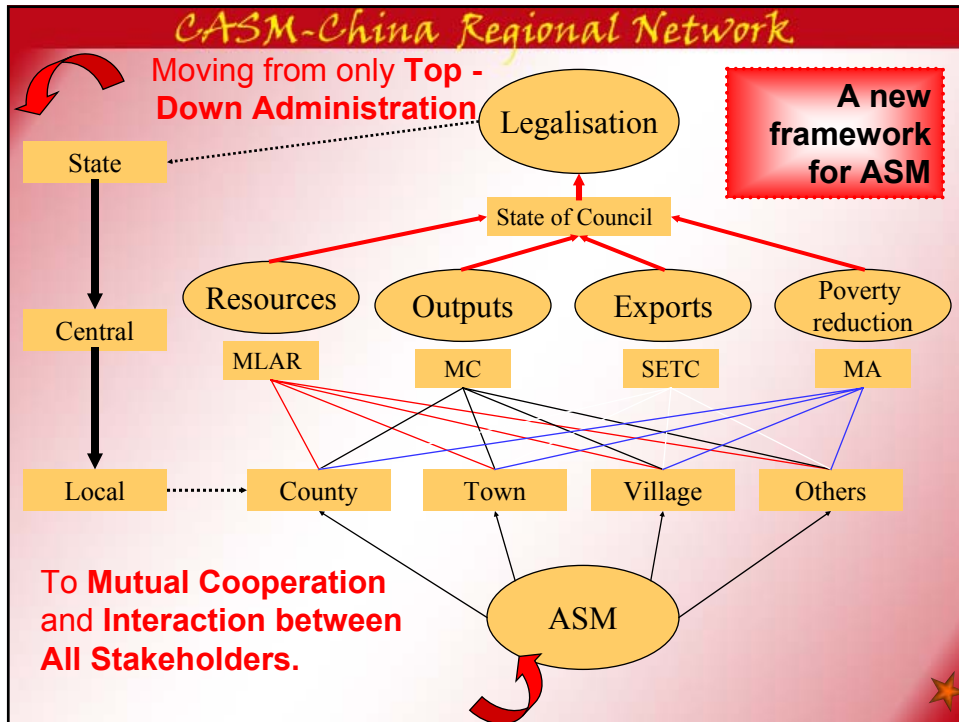 CASM-China Regional Network
Moving from only Top -
Down Administration
A new
framework
for ASM
Legalisation
State
State of Council
Resources
Outputs
Exports
Poverty
reduction
Central
MLAR
MC
SETC
MA
Local
County
Town
Village
Others
To Mutual Cooperation
and Interaction between
All Stakeholders.
ASM